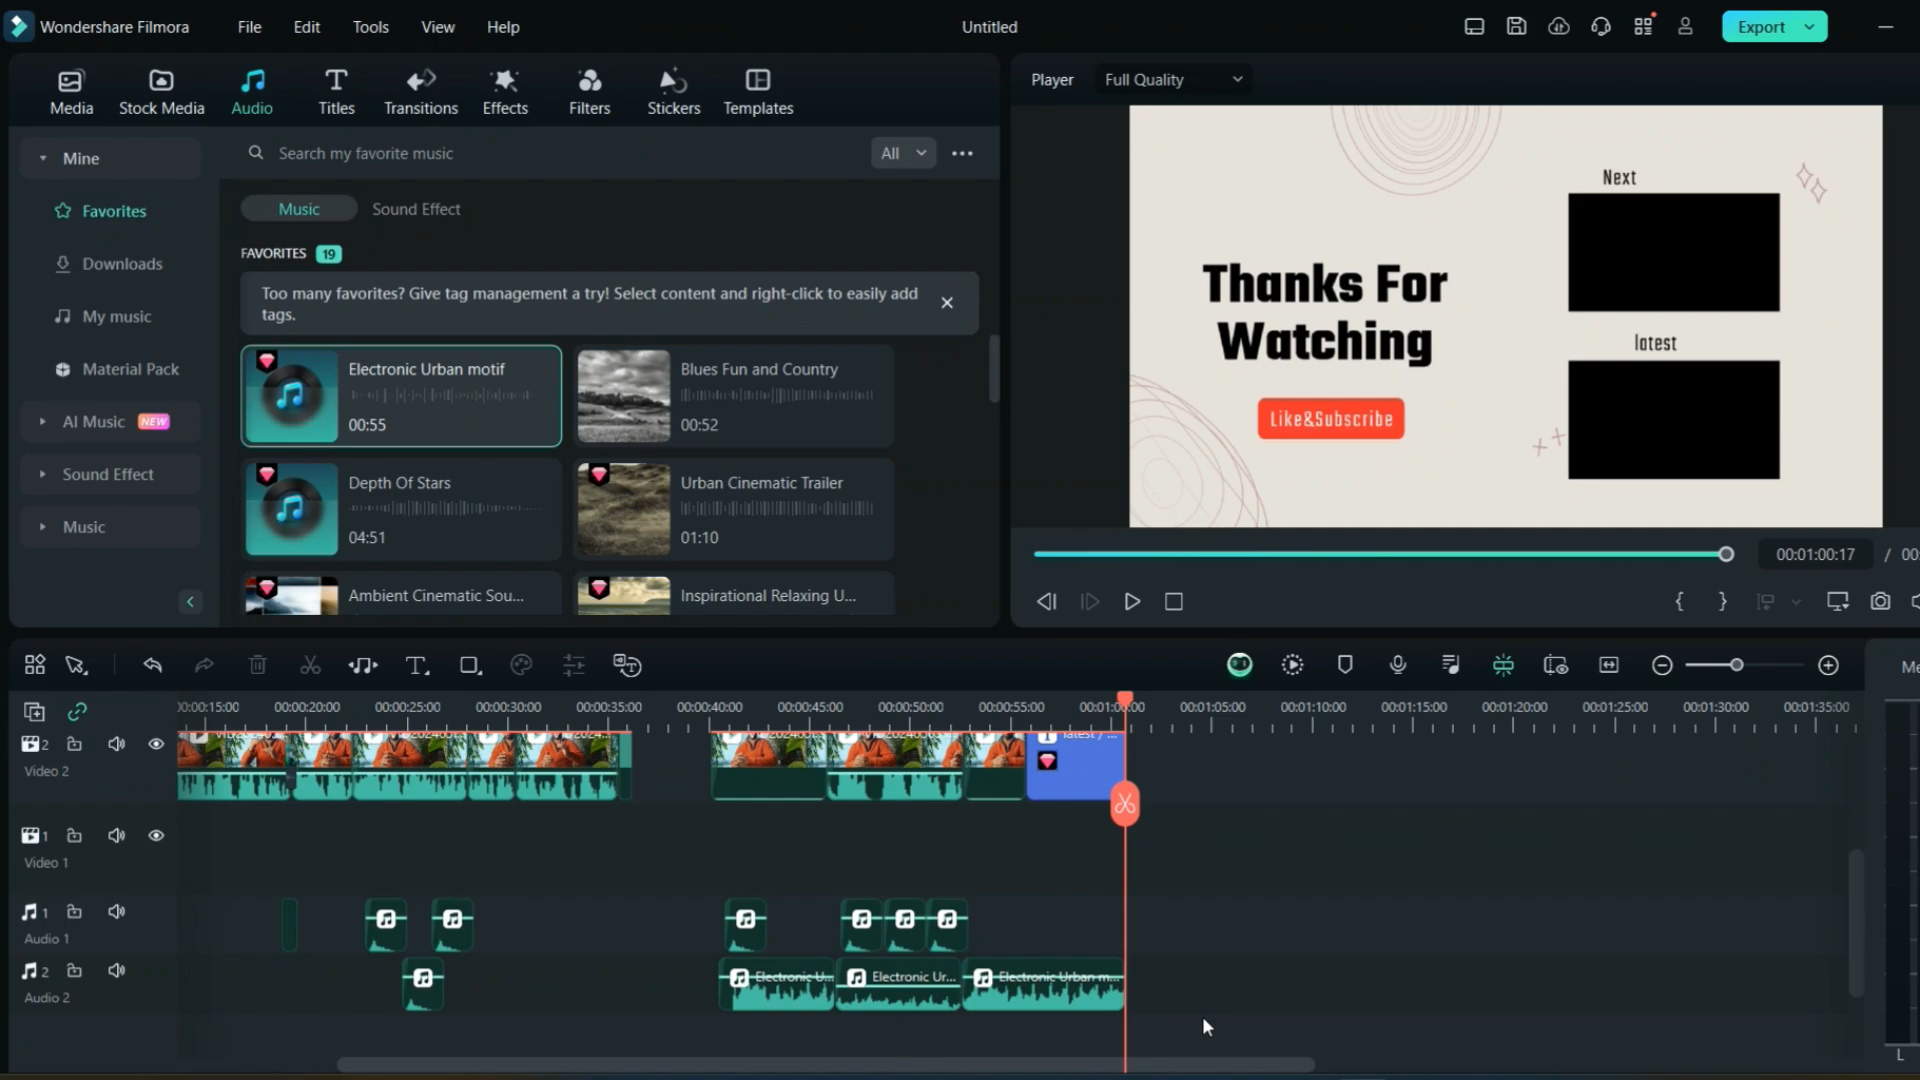 Wondershare Filmora
File
Edit
Tools
View
Help
Untitled
Export
Media
Stock Media
Audio
Titles
Transitions
Effects
Filters
Stickers
Templates
Player
Full Quality
Mine
Search my favorite music
All
Favorites
Downloads
My music
Material Pack
AI Music NEW
Sound Effect
Music
Music
Sound Effect
FAVORITES 19
Too many favorites? Give tag management a try! Select content and right-click to easily add
tags.
Electronic Urban motif
00:55
Blues Fun and Country
00:52
Depth Of Stars
04:51
Urban Cinematic Trailer
01:10
Ambient Cinematic Sou...
Inspirational Relaxing U...
Next
Thanks For
Watching
latest
Like&Subscribe
00:01:00:17
/
00:
00:00:20:00
00:00:25:00
00:00:30:00
00:00:35:00
00:00:40:00
00:00:45:00
00:00:50:00
00:00:55:00
00:01:05:00
00:01:10:00
00:01:15:00
00:01:20:00
00:01:25:00
00:01:30:00
00:01:35:00
Me
2
Video 2
latest / ...
1
Video 1
1
Audio 1
2
Audio 2
Electronic U...
Electronic Ur...
Electronic Urban m...
L